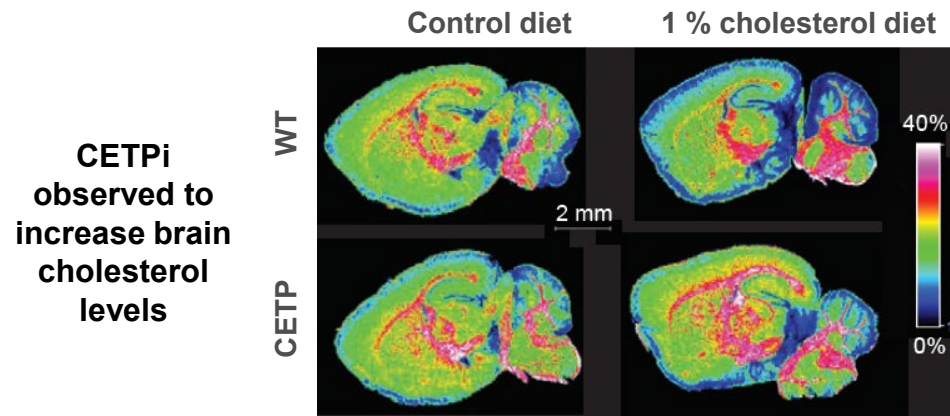 Control diet
1 % cholesterol diet
CETPi
observed to
increase brain
cholesterol
levels
WT
CETP
2 mm
40%
0%